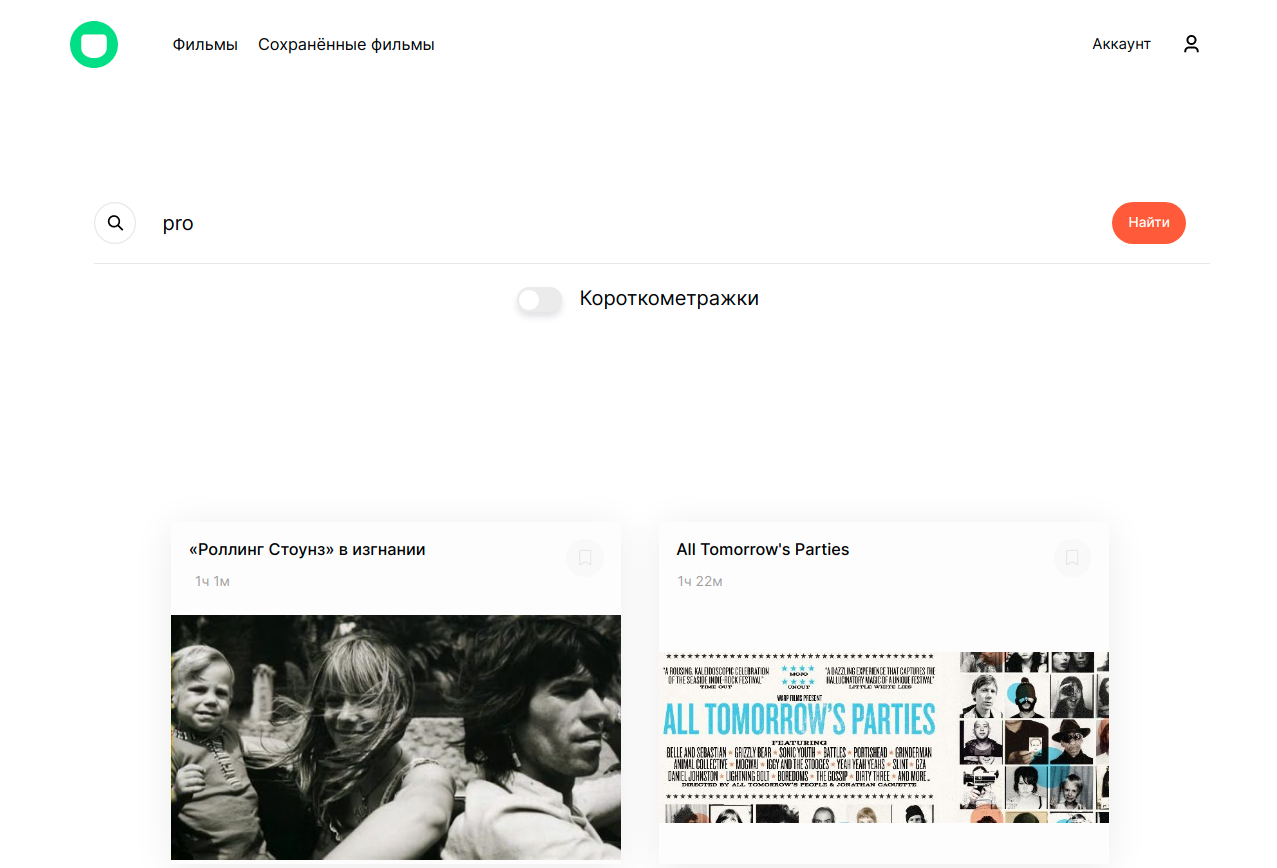 Фильмы Сохранённые фильмы Аккаунт
pro Найти
Короткометражки
«Роллинг Стоунз» в изгнании
1ч 1м
All Tomorrow's Parties
1ч 22м
"A ROUSING, KALEIDOSCOPIC CELEBRATION
OF THE SEASIDE INDIE-ROCK FESTIVAL"
TIME OUT
MOJO
UNCUT
"A DAZZLING EXPERIENCE THAT CAPTURES THE
HALLUCINATORY MAGIC OF A UNIQUE FESTIVAL"
LITTLE WHITE LIES
WARP FILMS PRESENT
ALL TOMORROW'S PARTIES
FEATURING
BELLE AND SEBASTIAN GRIZZLY BEAR SONIC YOUTH BATTLES PORTISHEAD GRINDERMAN
ANIMAL COLLECTIVE MOGWAI IGGY AND THE STOOGES YEAH YEAH YEAHS SLINT GZA
DANIEL JOHNSTON LIGHTNING BOLT BOREDOMS THE GOSSIP DIRTY THREE AND MORE...
DIRECTED BY ALL TOMORROW'S PEOPLE & JONATHAN CAOUETTE